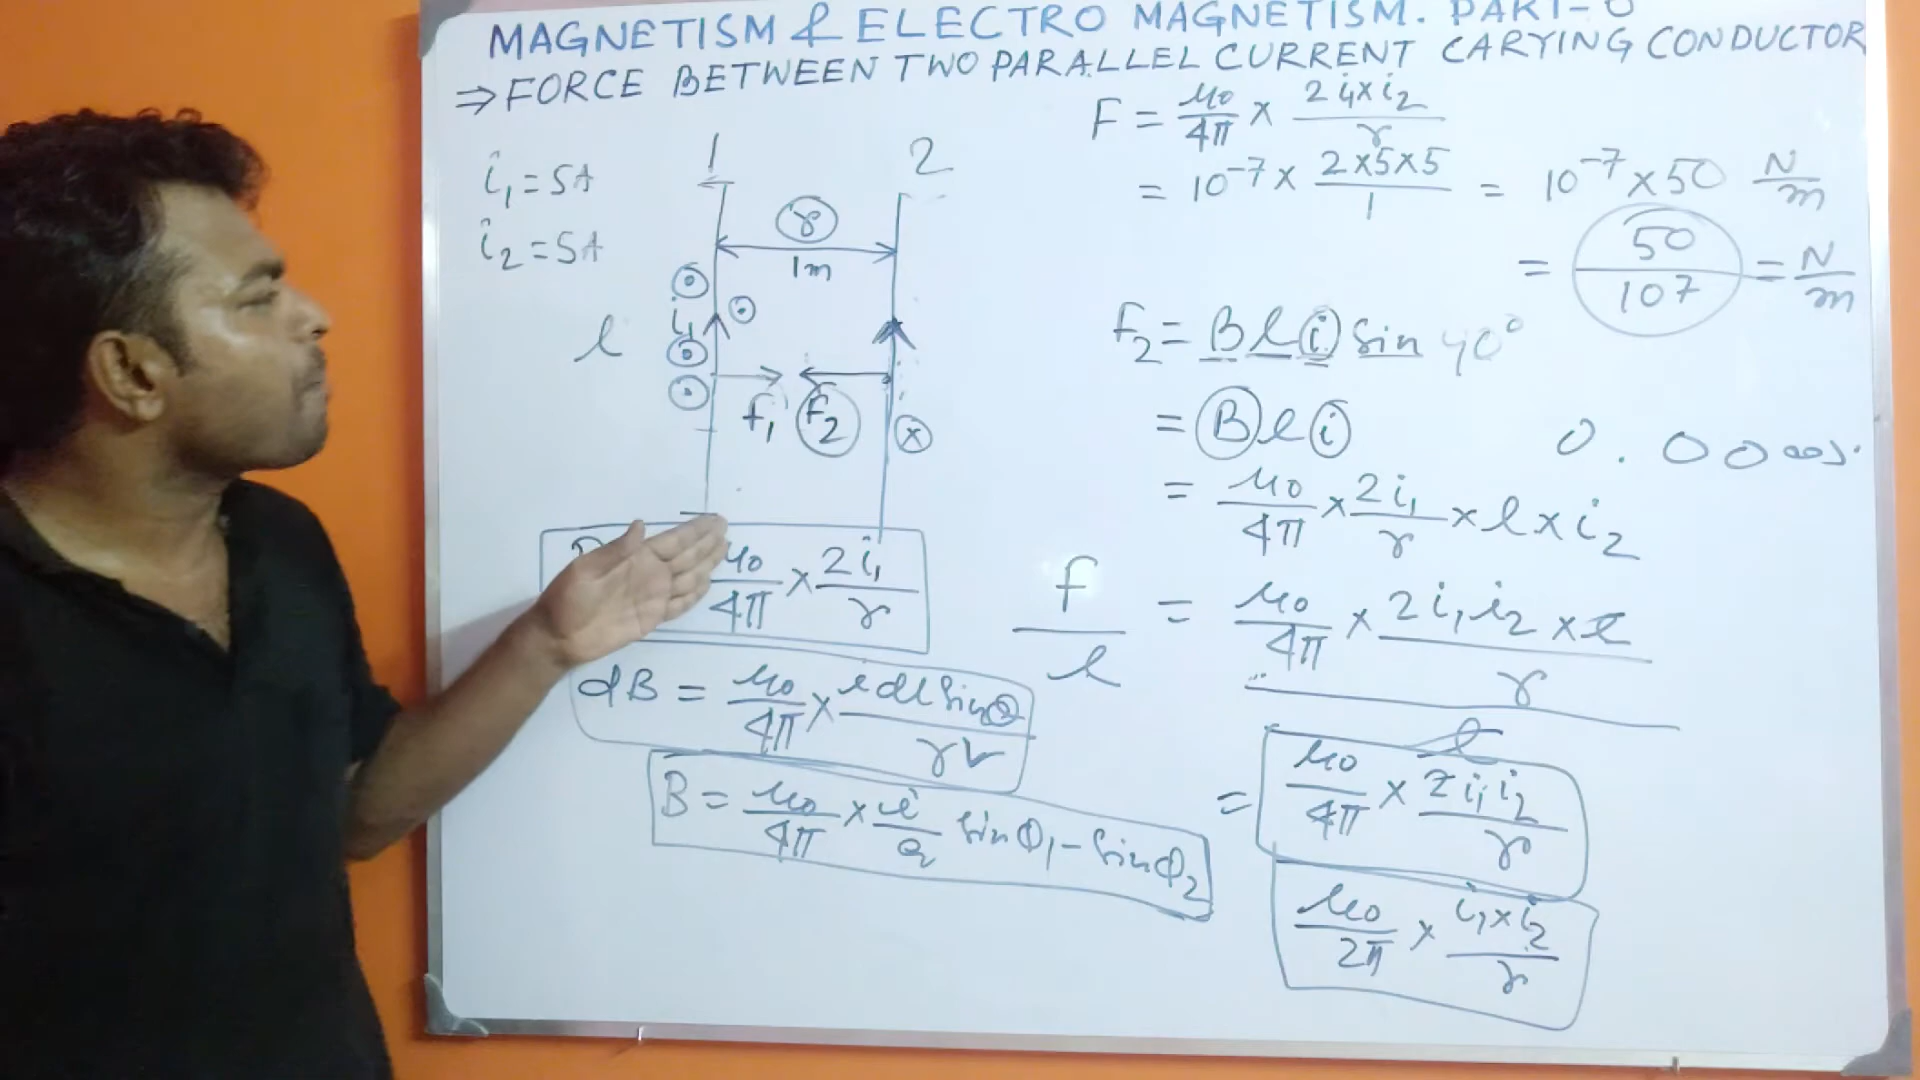 MAGNETISM & ELECTRO MAGNETISM. PART-
⇒ FORCE BETWEEN TWO PARALLEL CURRENT CARYING CONDUCTOR
i₁ = 5A
i₂ = 5A
l
1
2
r
1m
i₁
f₁
F₂
x
μ₀/4π × 2i₁/r
dB = μ₀/4π × idl sinθ/r²
B = μ₀/4π × i/a sinΦ₁ - sinΦ₂
F = μ₀/4π × 2i₁×i₂/r
= 10⁻⁷ × 2×5×5/1 = 10⁻⁷ × 50 N/m
= 50/10⁷ = N/m
F₂ = B l i sin 90°
= B l i
0.00
= μ₀/4π × 2i₁/r × l × i₂
f/l = μ₀/4π × 2i₁i₂ × l/r
l
= μ₀/4π × 2i₁i₂/r
μ₀/2π × i₁×i₂/r